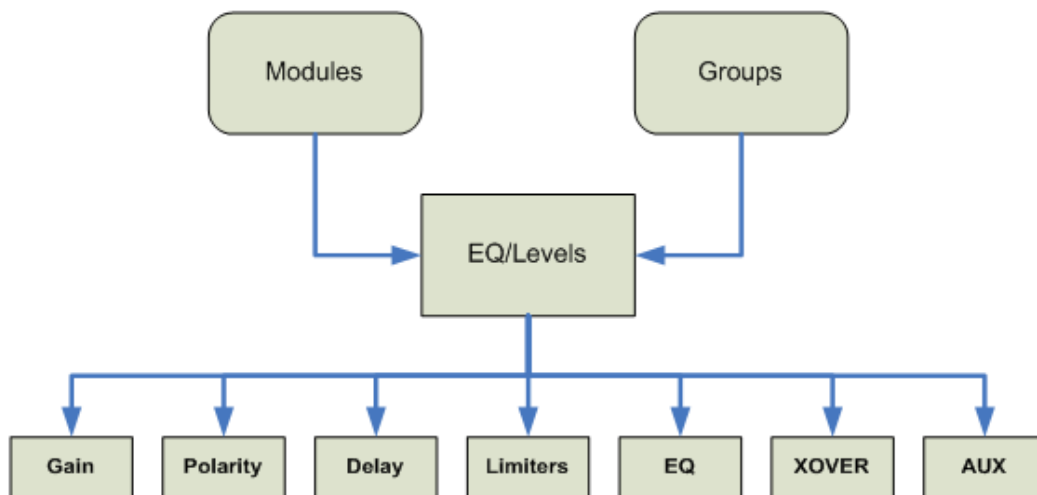 Modules
Groups
EQ/Levels
Gain
Polarity
Delay
Limiters
EQ
XOVER
AUX